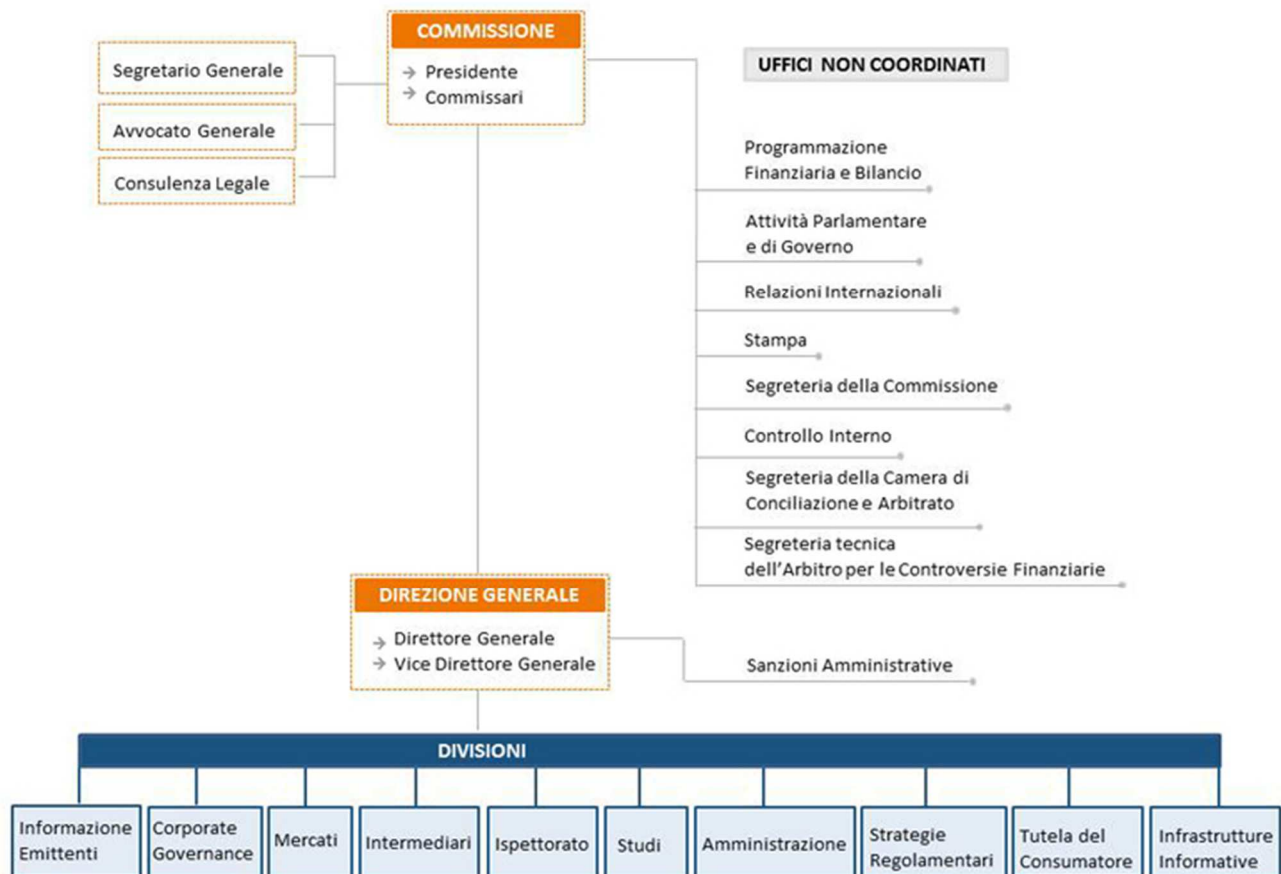 COMMISSIONE
Presidente
Commissari
Segretario Generale
Avvocato Generale
Consulenza Legale
UFFICI NON COORDINATI
Programmazione
Finanziaria e Bilancio
Attività Parlamentare
e di Governo
Relazioni Internazionali
Stampa
Segreteria della Commissione
Controllo Interno
Segreteria della Camera di
Conciliazione e Arbitrato
Segreteria tecnica
dell'Arbitro per le Controversie Finanziarie
DIREZIONE GENERALE
Direttore Generale
Vice Direttore Generale
Sanzioni Amministrative
DIVISIONI
Informazione
Emittenti
Corporate
Governance
Mercati
Intermediari
Ispettorato
Studi
Amministrazione
Strategie
Regolamentari
Tutela del
Consumatore
Infrastrutture
Informative